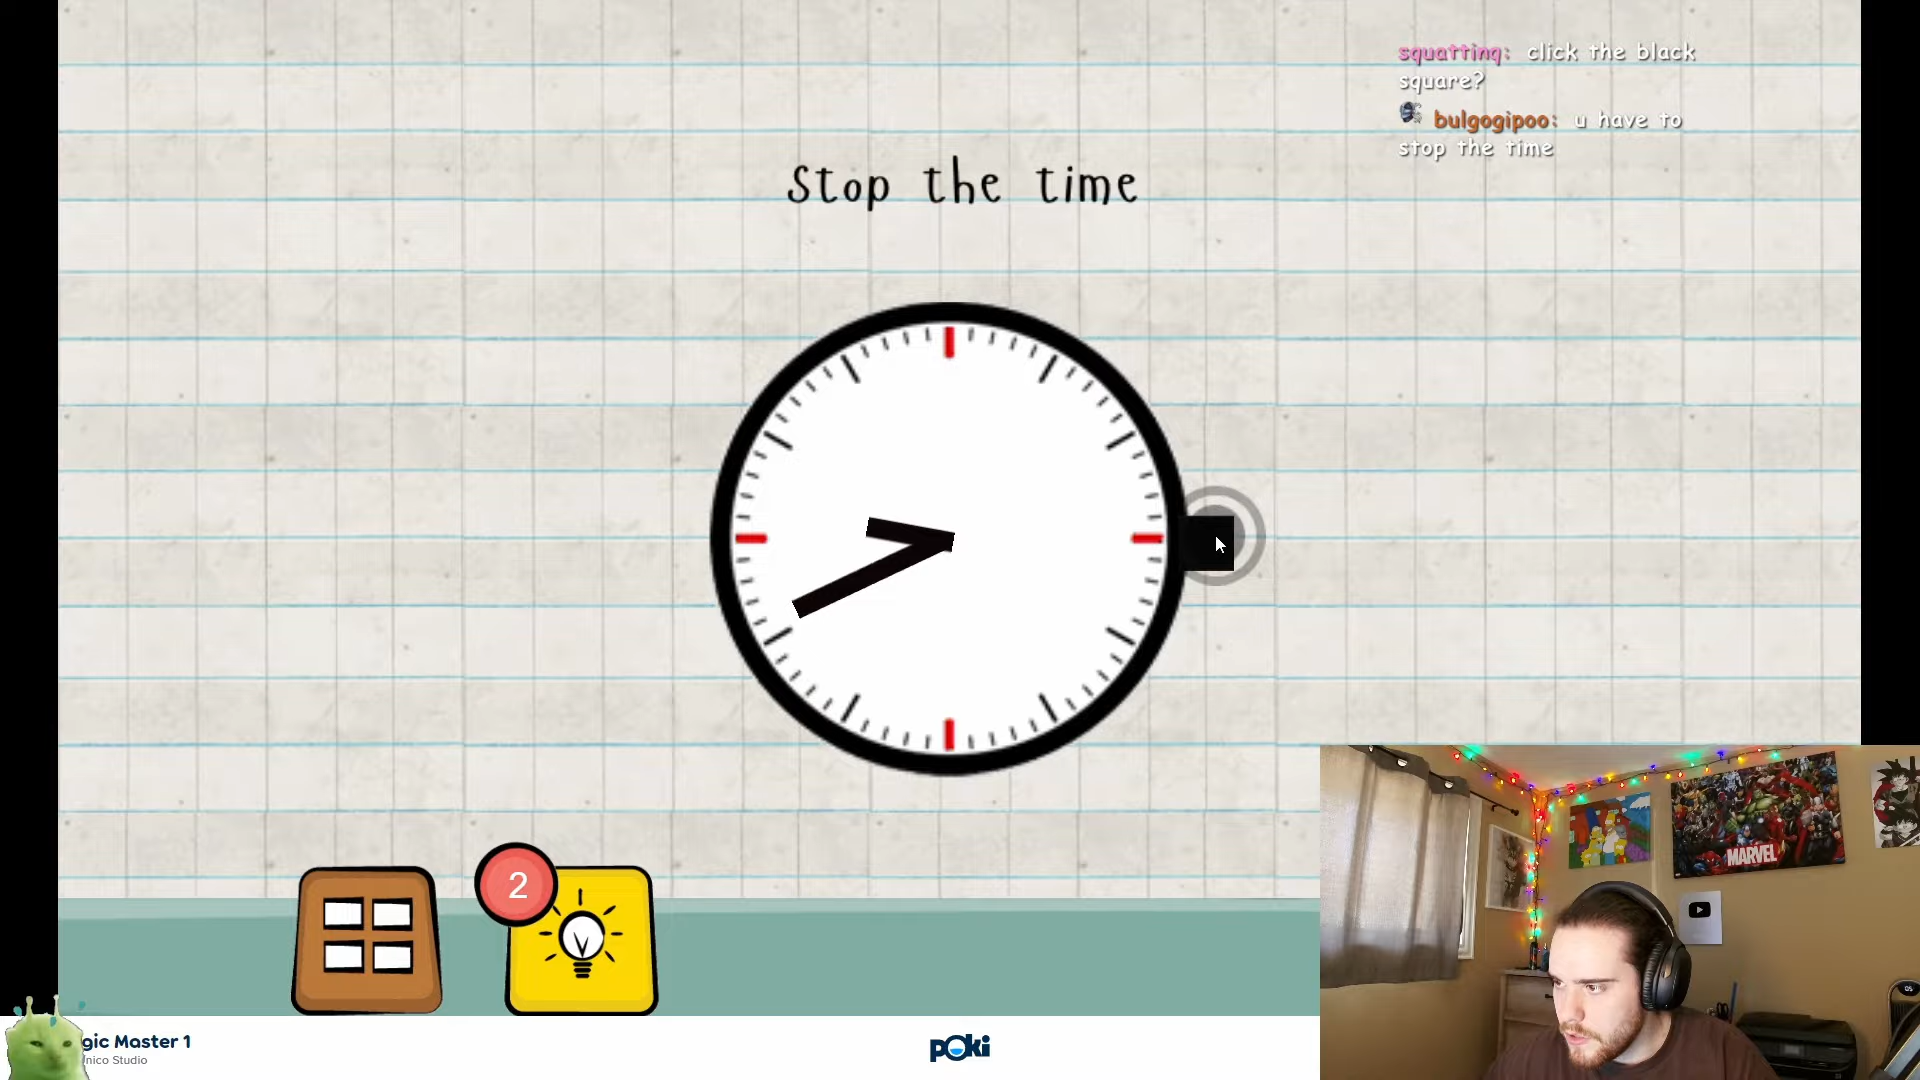 squatting: click the black
square?
bulgogipoo: u have to
stop the time
Stop the time
MARVEL
2
gic Master 1
nico Studio
poki